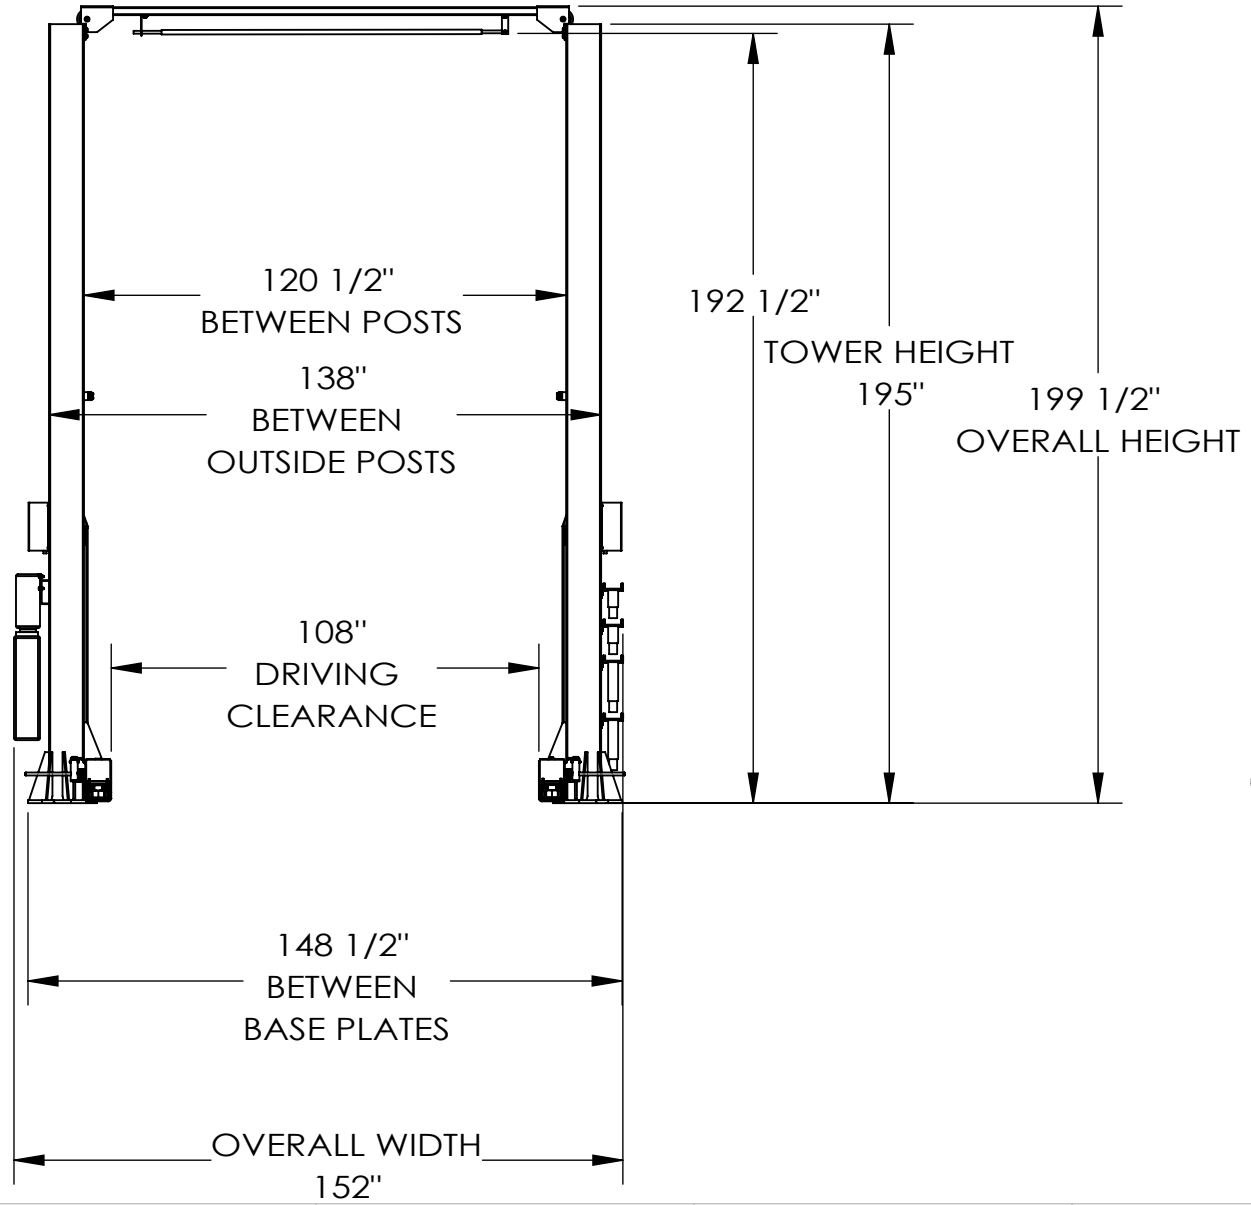 120 1/2"
BETWEEN POSTS
138"
BETWEEN
OUTSIDE POSTS
108"
DRIVING
CLEARANCE
192 1/2"
TOWER HEIGHT
195"
199 1/2"
OVERALL HEIGHT
148 1/2"
BETWEEN
BASE PLATES
OVERALL WIDTH
152"